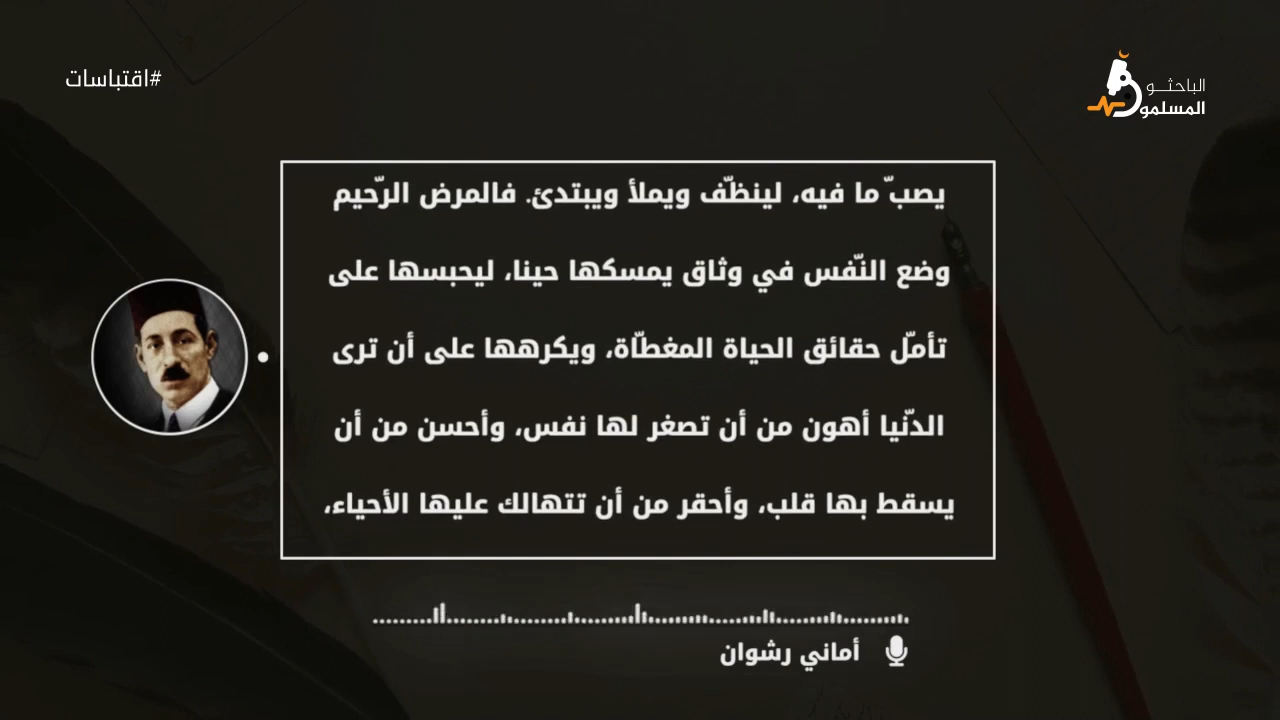 #اقتباسات
الباحثــو
المسلمون
يصبّ ما فيه، لينظّف ويملأ ويبتدئ. فالمرض الرّحيم
وضع النّفس في وثاق يمسكها حينا، ليحبسها على
تأمّل حقائق الحياة المغطّاة، ويكرهها على أن ترى
الدّنيا أهون من أن تصغر لها نفس، وأحسن من أن
يسقط بها قلب، وأحقر من أن تتهالك عليها الأحياء،
أماني رشوان